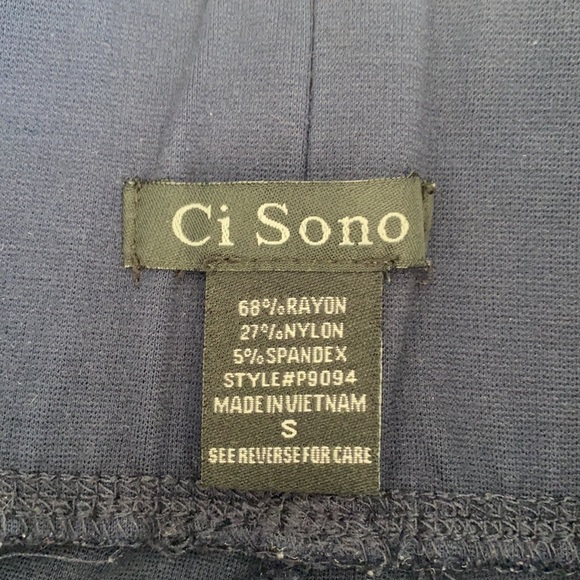 Ci Sono
68%RAYON
27%NYLON
5%SPANDEX
STYLE#P9094
MADE IN VIETNAM
S
SEE REVERSE FOR CARE